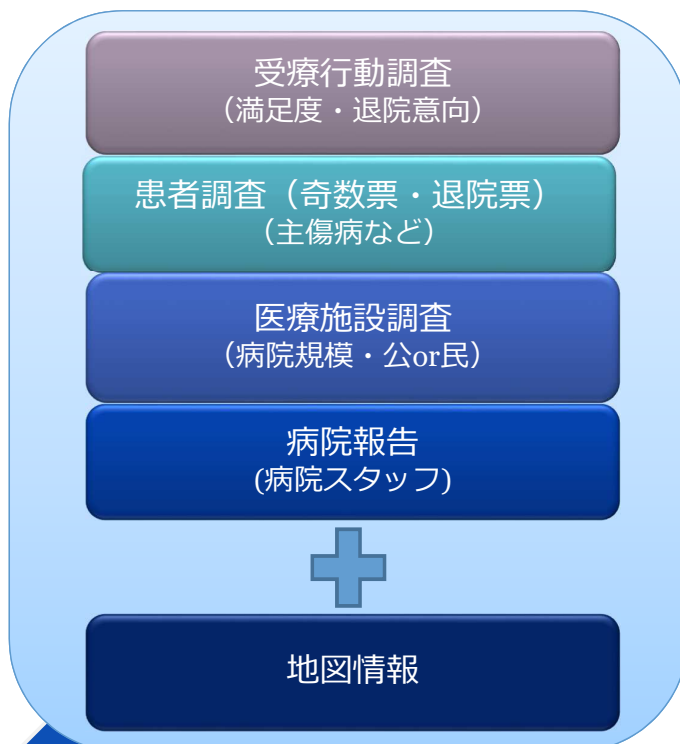 受療行動調査
（満足度・退院意向）
患者調査（奇数票・退院票）
（主傷病など）
医療施設調査
（病院規模・公or民）
病院報告
(病院スタッフ)
地図情報